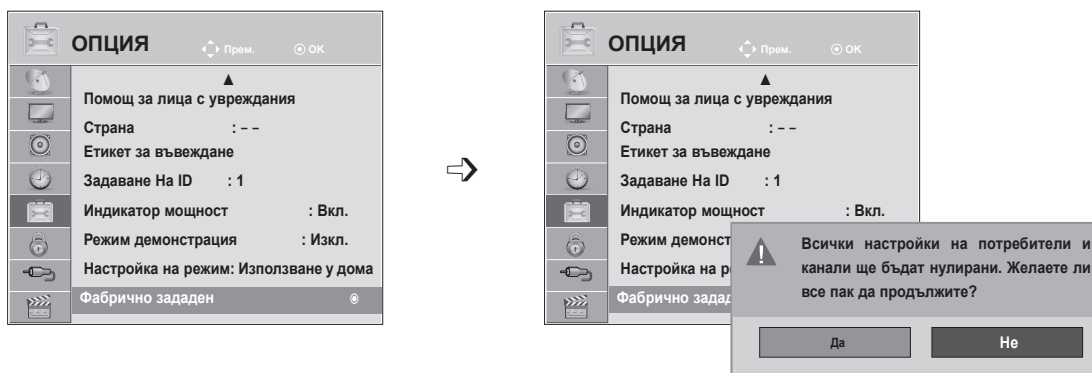 ОПЦИЯ
Прем.
OK
Помощ за лица с увреждания
Страна : – –
Етикет за въвеждане
Задаване На ID : 1
Индикатор мощност : Вкл.
Режим демонстрация : Изкл.
Настройка на режим: Използване у дома
Фабрично зададен
ОПЦИЯ
Прем.
OK
Помощ за лица с увреждания
Страна : – –
Етикет за въвеждане
Задаване На ID : 1
Индикатор мощност : Вкл.
Режим демонст
Настройка на р
Фабрично задад
Всички настройки на потребители и
канали ще бъдат нулирани. Желаете ли
все пак да продължите?
Да
Не